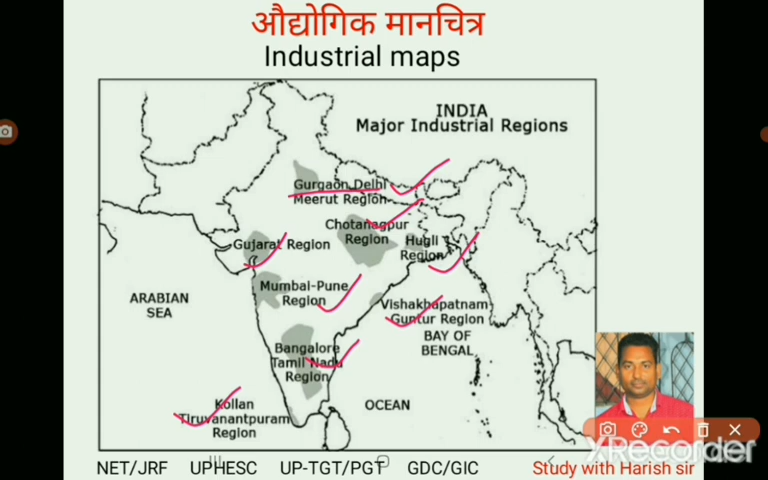 औद्योगिक मानचित्र
Industrial maps
INDIA
Major Industrial Regions
Gurgaon Delhi
Meerut Region
Chotanagpur
Region
Hugli
Region
Gujarat Region
Mumbai-Pune
Region
ARABIAN
SEA
Vishakhapatnam
Guntur Region
BAY OF
BENGAL
Bangalore
Tamil Nadu
Region
Kollan
Tiruvanantpuram
Region
OCEAN
XRecorder
NET/JRF UPHESC UP-TGT/PGT GDC/GIC Study with Harish sir